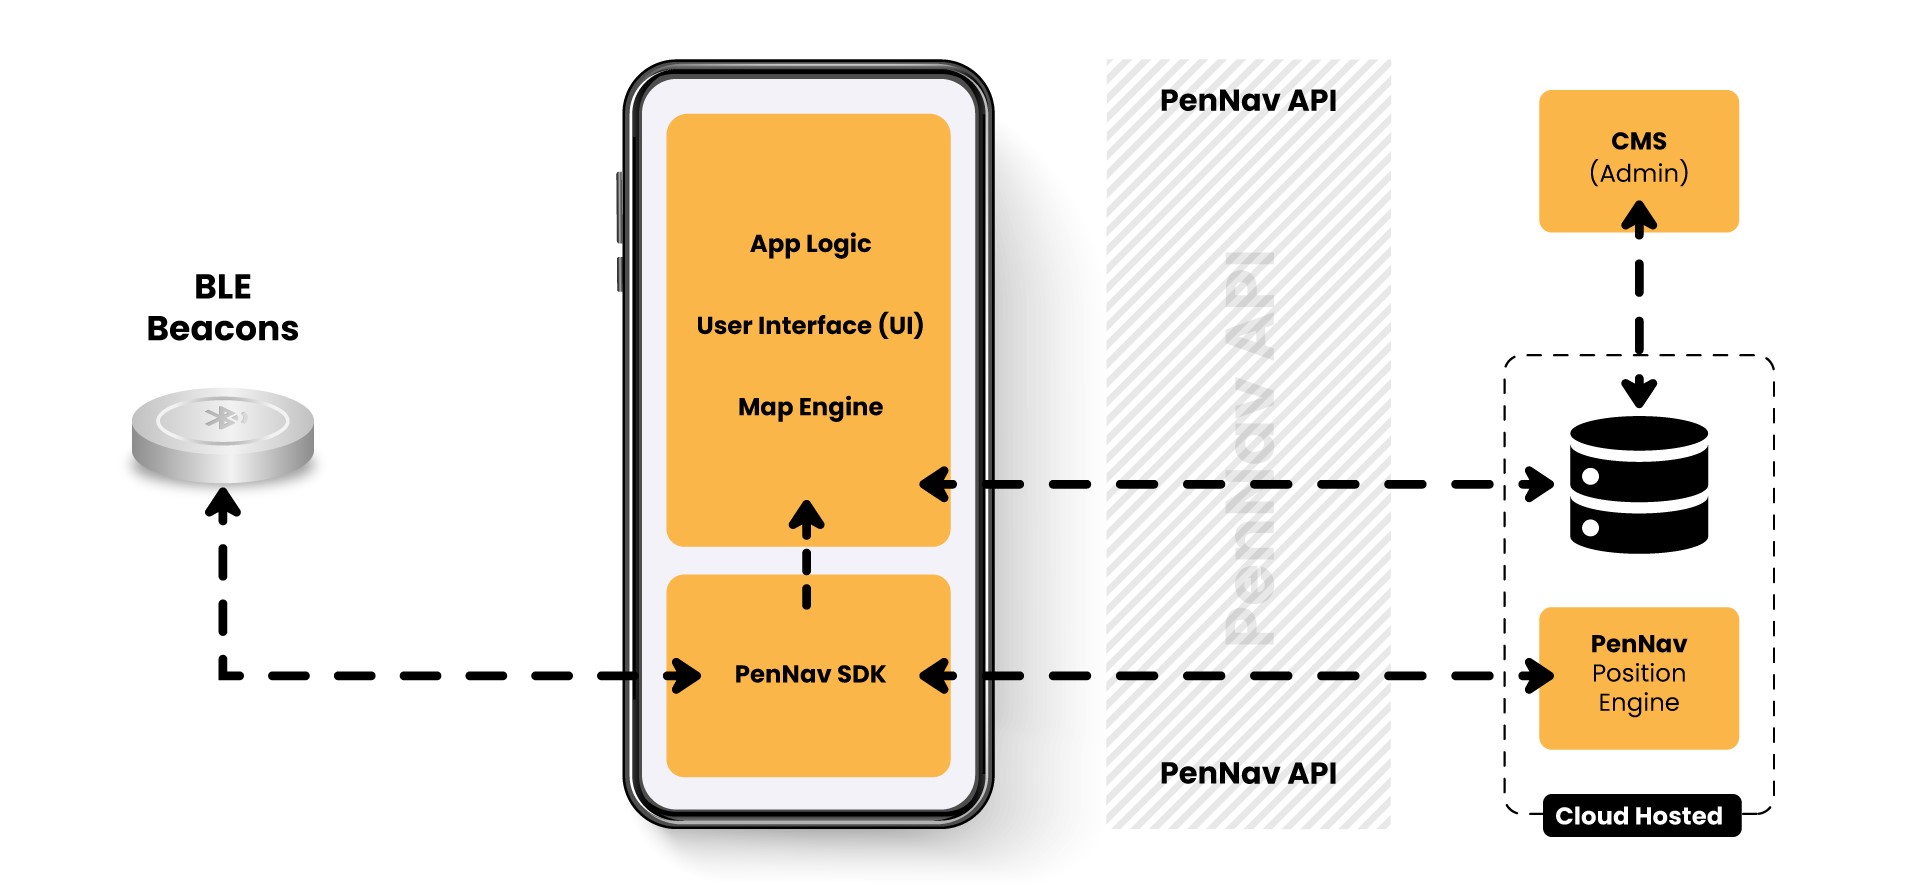 BLE
Beacons
App Logic
User Interface (UI)
Map Engine
PenNav SDK
PenNav API
PenNav API
PenNav API
CMS
(Admin)
PenNav
Position
Engine
Cloud Hosted